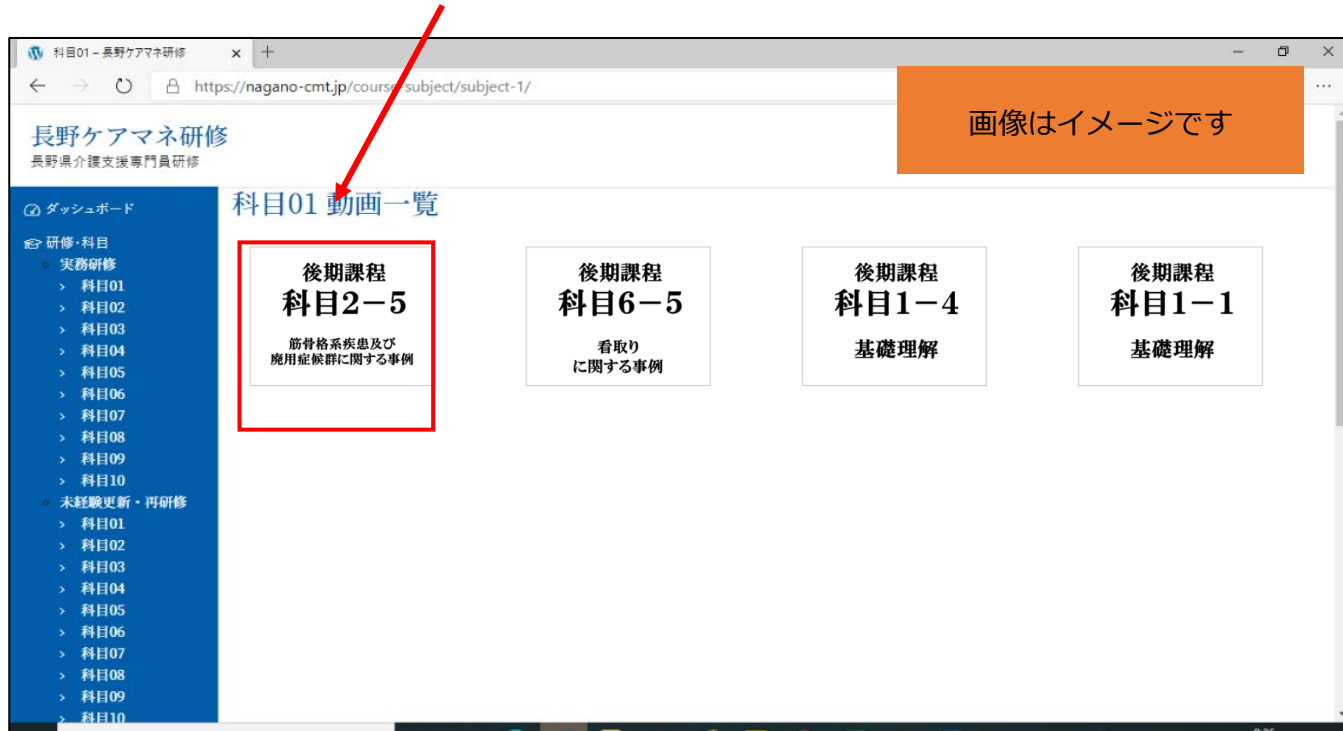 科目01 – 長野ケアマネ研修
https://nagano-cmt.jp/course-subject/subject-1/
画像はイメージです
長野ケアマネ研修
長野県介護支援専門員研修
ダッシュボード
研修・科目
実務研修
科目01
科目02
科目03
科目04
科目05
科目06
科目07
科目08
科目09
科目10
未経験更新・再研修
科目01
科目02
科目03
科目04
科目05
科目06
科目07
科目08
科目09
科目10
科目01 動画一覧
後期課程
科目2－5
筋骨格系疾患及び
廃用症候群に関する事例
後期課程
科目6－5
看取り
に関する事例
後期課程
科目1－4
基礎理解
後期課程
科目1－1
基礎理解